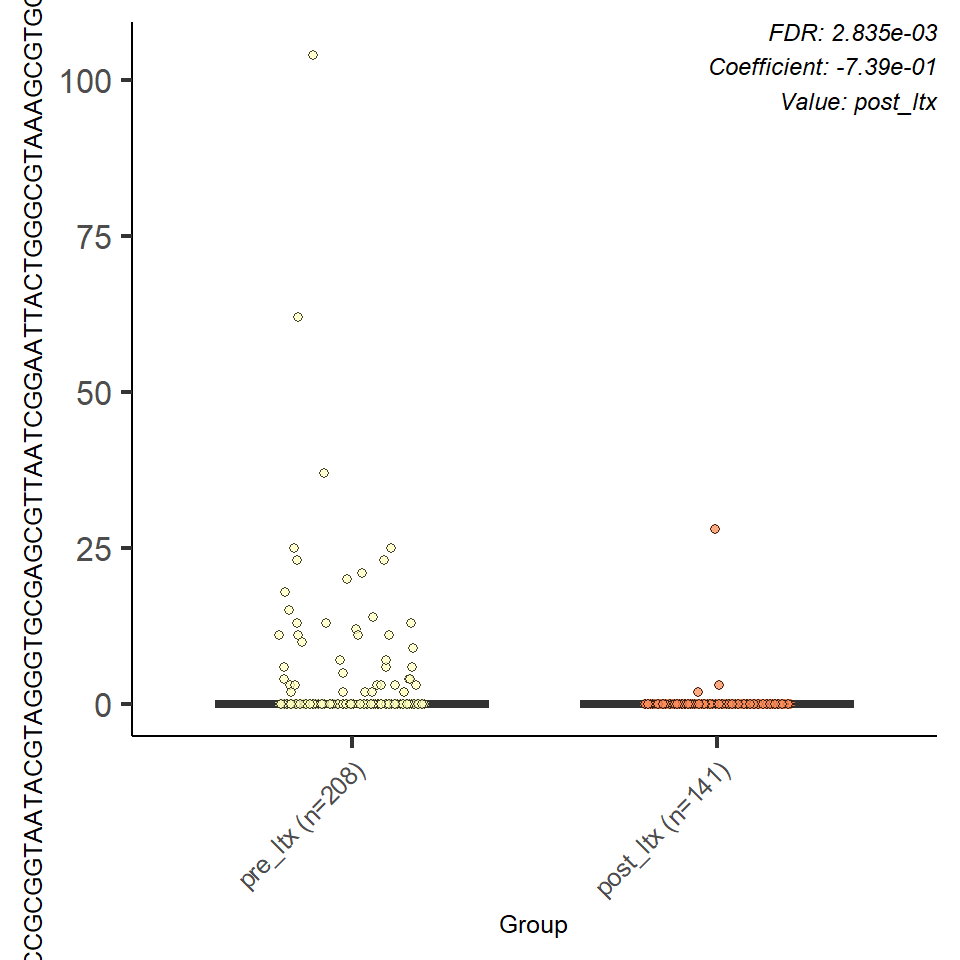 FDR: 2.835e-03
Coefficient: -7.39e-01
Value: post_ltx
CCGCGGTAATACGTAGGGTGCGAGCGTTAATCGGAATTACTGGGCGTAAAGCGTGC
100
75
50
25
0
pre_ltx (n=208)
post_ltx (n=141)
Group